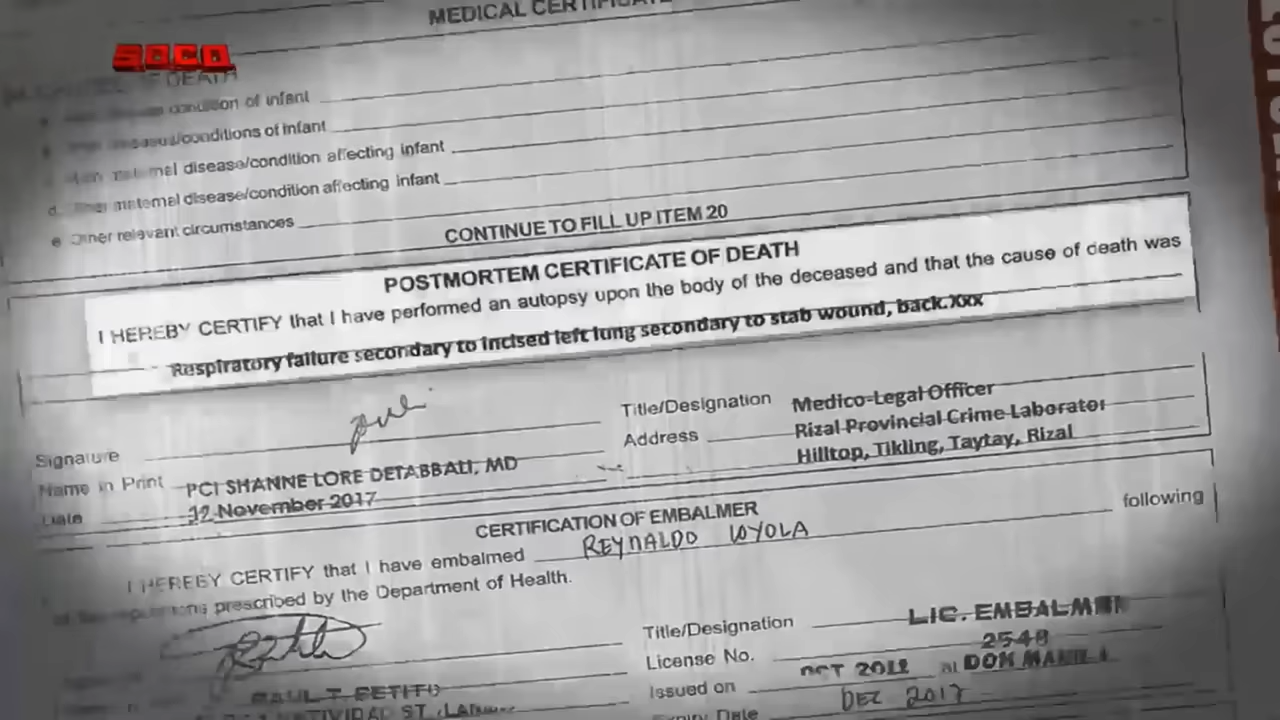 MEDICAL CERTIFICATE
S.O.C.O.
OF DEATH
condition of infant
diseases/conditions of infant
maternal disease/condition affecting infant
d. Other maternal disease/condition affecting infant
e Other relevant circumstances
CONTINUE TO FILL UP ITEM 20
POSTMORTEM CERTIFICATE OF DEATH
I HEREBY CERTIFY that I have performed an autopsy upon the body of the deceased and that the cause of death was
Respiratory failure secondary to incised left lung secondary to stab wound, back.Xxx
Signature
Title/Designation Medico-Legal Officer
Address Rizal Provincial Crime Laborator
Hilltop, Tikling, Taytay, Rizal
Name in Print PCI SHANNE LORE DETABBALI, MD
Date 12 November 2017
CERTIFICATION OF EMBALMER
I HEREBY CERTIFY that I have embalmed REYNALDO LOYOLA following
prescribed by the Department of Health.
Title/Designation LIC. EMBALMER
License No. 2548
Issued on OCT 2012 at
Expiry Date DEC 2017
RAUL T.
ST.